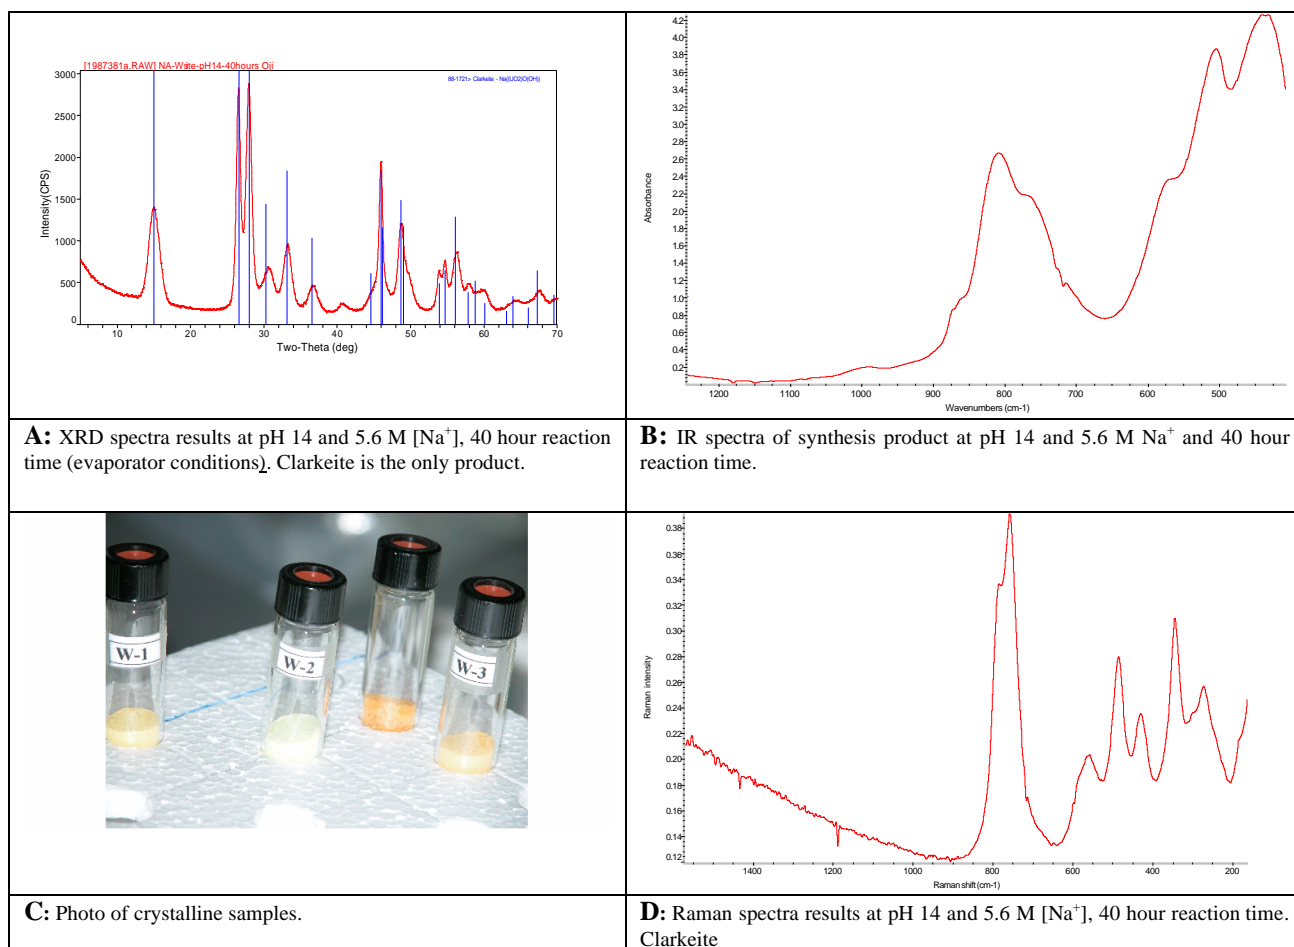 [1987381a.RAW] NA-Wste-pH14-40hours Oji
88-1721> Clarkeite - Na((UO2)O(OH))
3000
2500
2000
1500
1000
500
0
Intensity(CPS)
10 20 30 40 50 60 70
Two-Theta (deg)
4.2
4.0
3.8
3.6
3.4
3.2
3.0
2.8
2.6
2.4
2.2
2.0
1.8
1.6
1.4
1.2
1.0
0.8
0.6
0.4
0.2
Absorbance
1200 1100 1000 900 800 700 600 500
Wavenumbers (cm-1)
A: XRD spectra results at pH 14 and 5.6 M [Na⁺], 40 hour reaction
time (evaporator conditions). Clarkeite is the only product.
B: IR spectra of synthesis product at pH 14 and 5.6 M Na⁺ and 40 hour
reaction time.
W-1
W-2
W-3
0.38
0.36
0.34
0.32
0.30
0.28
0.26
0.24
0.22
0.20
0.18
0.16
0.14
0.12
Raman intensity
1400 1200 1000 800 600 400 200
Raman shift (cm-1)
C: Photo of crystalline samples.
D: Raman spectra results at pH 14 and 5.6 M [Na⁺], 40 hour reaction time.
Clarkeite